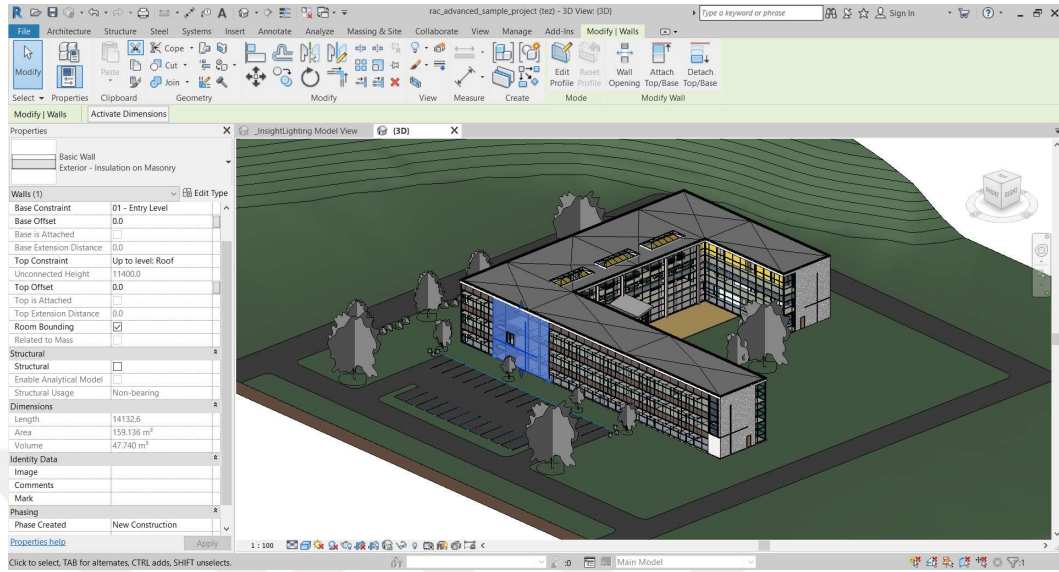 rac_advanced_sample_project (tez) - 3D View: {3D}
Type a keyword or phrase
Sign In
File Architecture Structure Steel Systems Insert Annotate Analyze Massing & Site Collaborate View Manage Add-Ins Modify | Walls
Modify
Paste
Cope
Cut
Join
Edit Profile
Reset Profile
Wall Opening
Attach Top/Base
Detach Top/Base
Select Properties Clipboard Geometry Modify View Measure Create Mode Modify Wall
Modify | Walls Activate Dimensions
Properties
_InsightLighting Model View
{3D}
Basic Wall
Exterior - Insulation on Masonry
Walls (1) Edit Type
Base Constraint 01 - Entry Level
Base Offset 0.0
Base is Attached
Base Extension Distance 0.0
Top Constraint Up to level: Roof
Unconnected Height 11400.0
Top Offset 0.0
Top is Attached
Top Extension Distance 0.0
Room Bounding
Related to Mass
Structural
Structural
Enable Analytical Model
Structural Usage Non-bearing
Dimensions
Length 14132.6
Area 159.136 m²
Volume 47.740 m³
Identity Data
Image
Comments
Mark
Phasing
Phase Created New Construction
Properties help Apply
1 : 100
Click to select, TAB for alternates, CTRL adds, SHIFT unselects.
:0
Main Model
:1